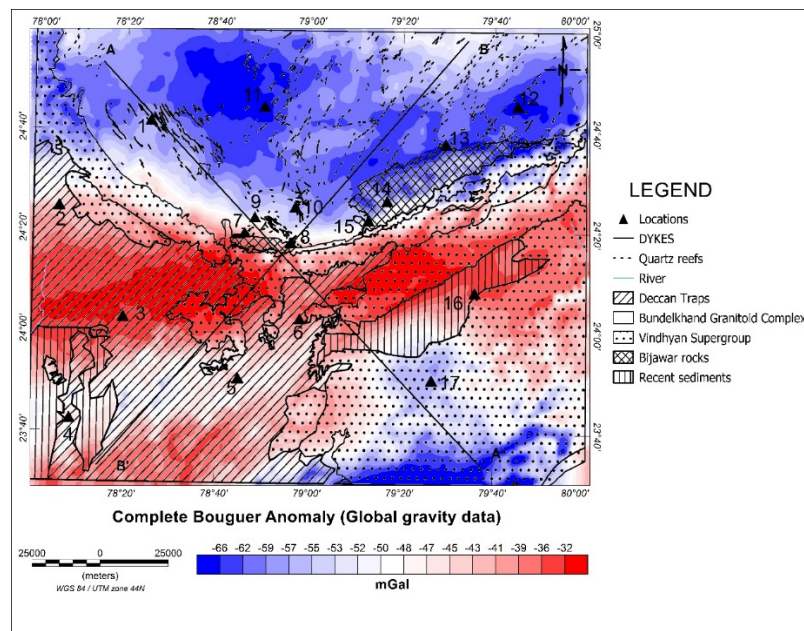 78°00' 78°20' 78°40' 79°00' 79°20' 79°40' 80°00'
25°00'
A
B
N
11
12
24°40'
1
13
24°40'
14
2
9
10
24°20'
7
15
8
24°20'
3
16
24°00'
6
24°00'
5
17
4
23°40'
23°40'
B'
A'
78°20' 78°40' 79°00' 79°20' 79°40' 80°00'
Complete Bouguer Anomaly (Global gravity data)
25000 0 25000
(meters)
WGS 84 / UTM zone 44N
-66 -62 -59 -57 -55 -53 -52 -50 -48 -47 -45 -43 -41 -39 -36 -32
mGal
LEGEND
Locations
DYKES
Quartz reefs
River
Deccan Traps
Bundelkhand Granitoid Complex
Vindhyan Supergroup
Bijawar rocks
Recent sediments